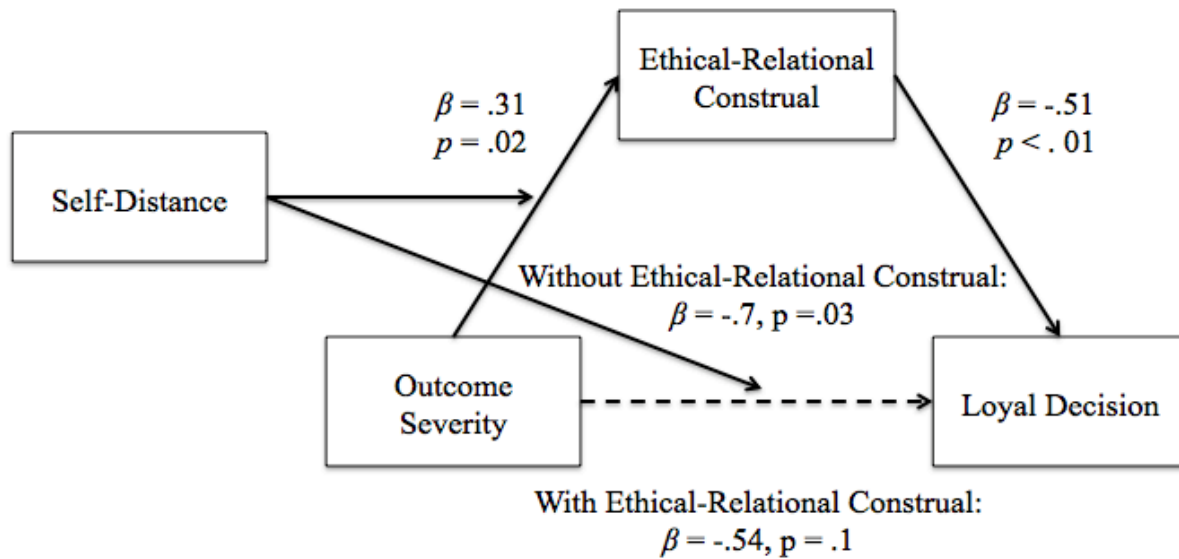 Ethical-Relational
Construal
β = .31
p = .02
β = -.51
p < . 01
Self-Distance
Without Ethical-Relational Construal:
β = -.7, p =.03
Outcome
Severity
Loyal Decision
With Ethical-Relational Construal:
β = -.54, p = .1